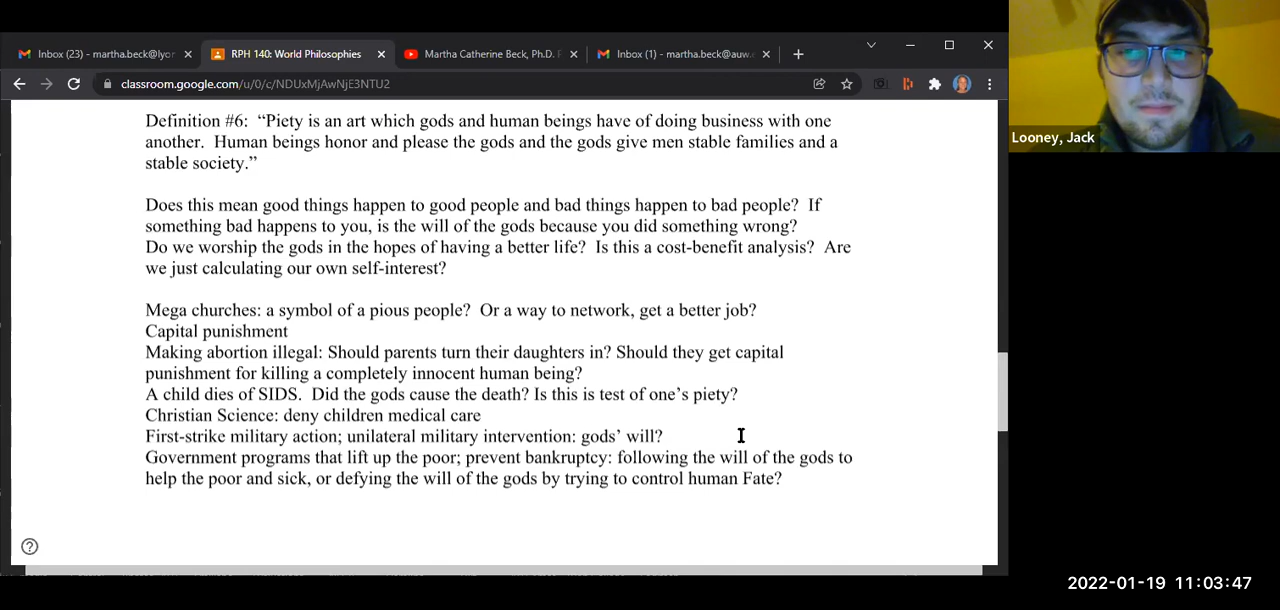 Inbox (23) - martha.beck@lyor
RPH 140: World Philosophies
Martha Catherine Beck, Ph.D.
Inbox (1) - martha.beck@auw.
classroom.google.com/u/0/c/NDUxMjAwNjE3NTU2
Looney, Jack
Definition #6:  “Piety is an art which gods and human beings have of doing business with one
another.  Human beings honor and please the gods and the gods give men stable families and a
stable society.”
Does this mean good things happen to good people and bad things happen to bad people?  If
something bad happens to you, is the will of the gods because you did something wrong?
Do we worship the gods in the hopes of having a better life?  Is this a cost-benefit analysis?  Are
we just calculating our own self-interest?
Mega churches: a symbol of a pious people?  Or a way to network, get a better job?
Capital punishment
Making abortion illegal: Should parents turn their daughters in? Should they get capital
punishment for killing a completely innocent human being?
A child dies of SIDS.  Did the gods cause the death? Is this is test of one’s piety?
Christian Science: deny children medical care
First-strike military action; unilateral military intervention: gods’ will?
Government programs that lift up the poor; prevent bankruptcy: following the will of the gods to
help the poor and sick, or defying the will of the gods by trying to control human Fate?
2022-01-19 11:03:47